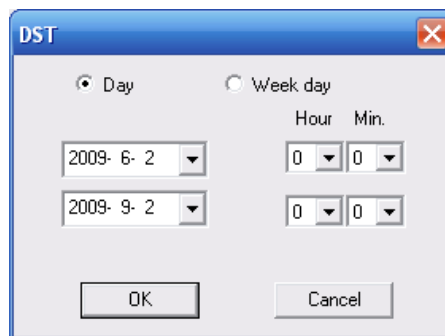 DST
Day Week day
Hour Min.
2009- 6- 2 0 0
2009- 9- 2 0 0
OK Cancel